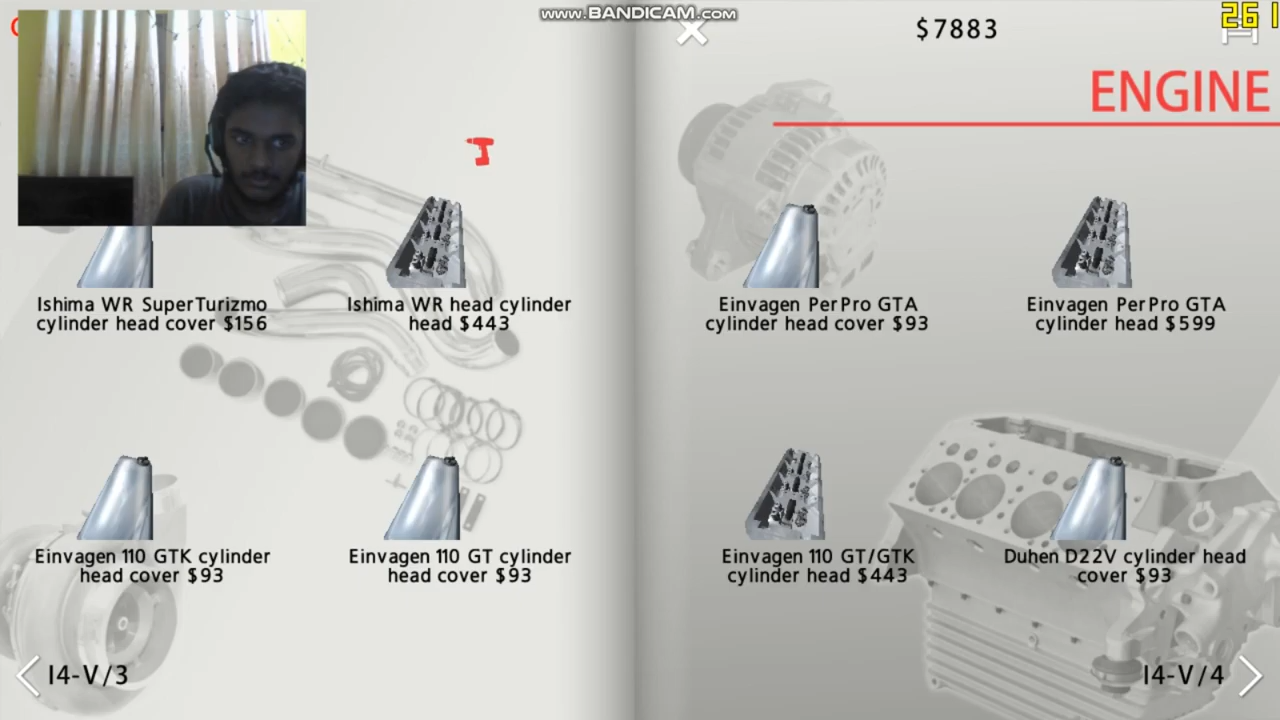 www.BANDICAM.com
$7883
261
ENGINE
Ishima WR SuperTurizmo
cylinder head cover $156
Ishima WR head cylinder
head $443
Einvagen PerPro GTA
cylinder head cover $93
Einvagen PerPro GTA
cylinder head $599
Einvagen 110 GTK cylinder
head cover $93
Einvagen 110 GT cylinder
head cover $93
Einvagen 110 GT/GTK
cylinder head $443
Duhen D22V cylinder head
cover $93
I4-V/3
I4-V/4